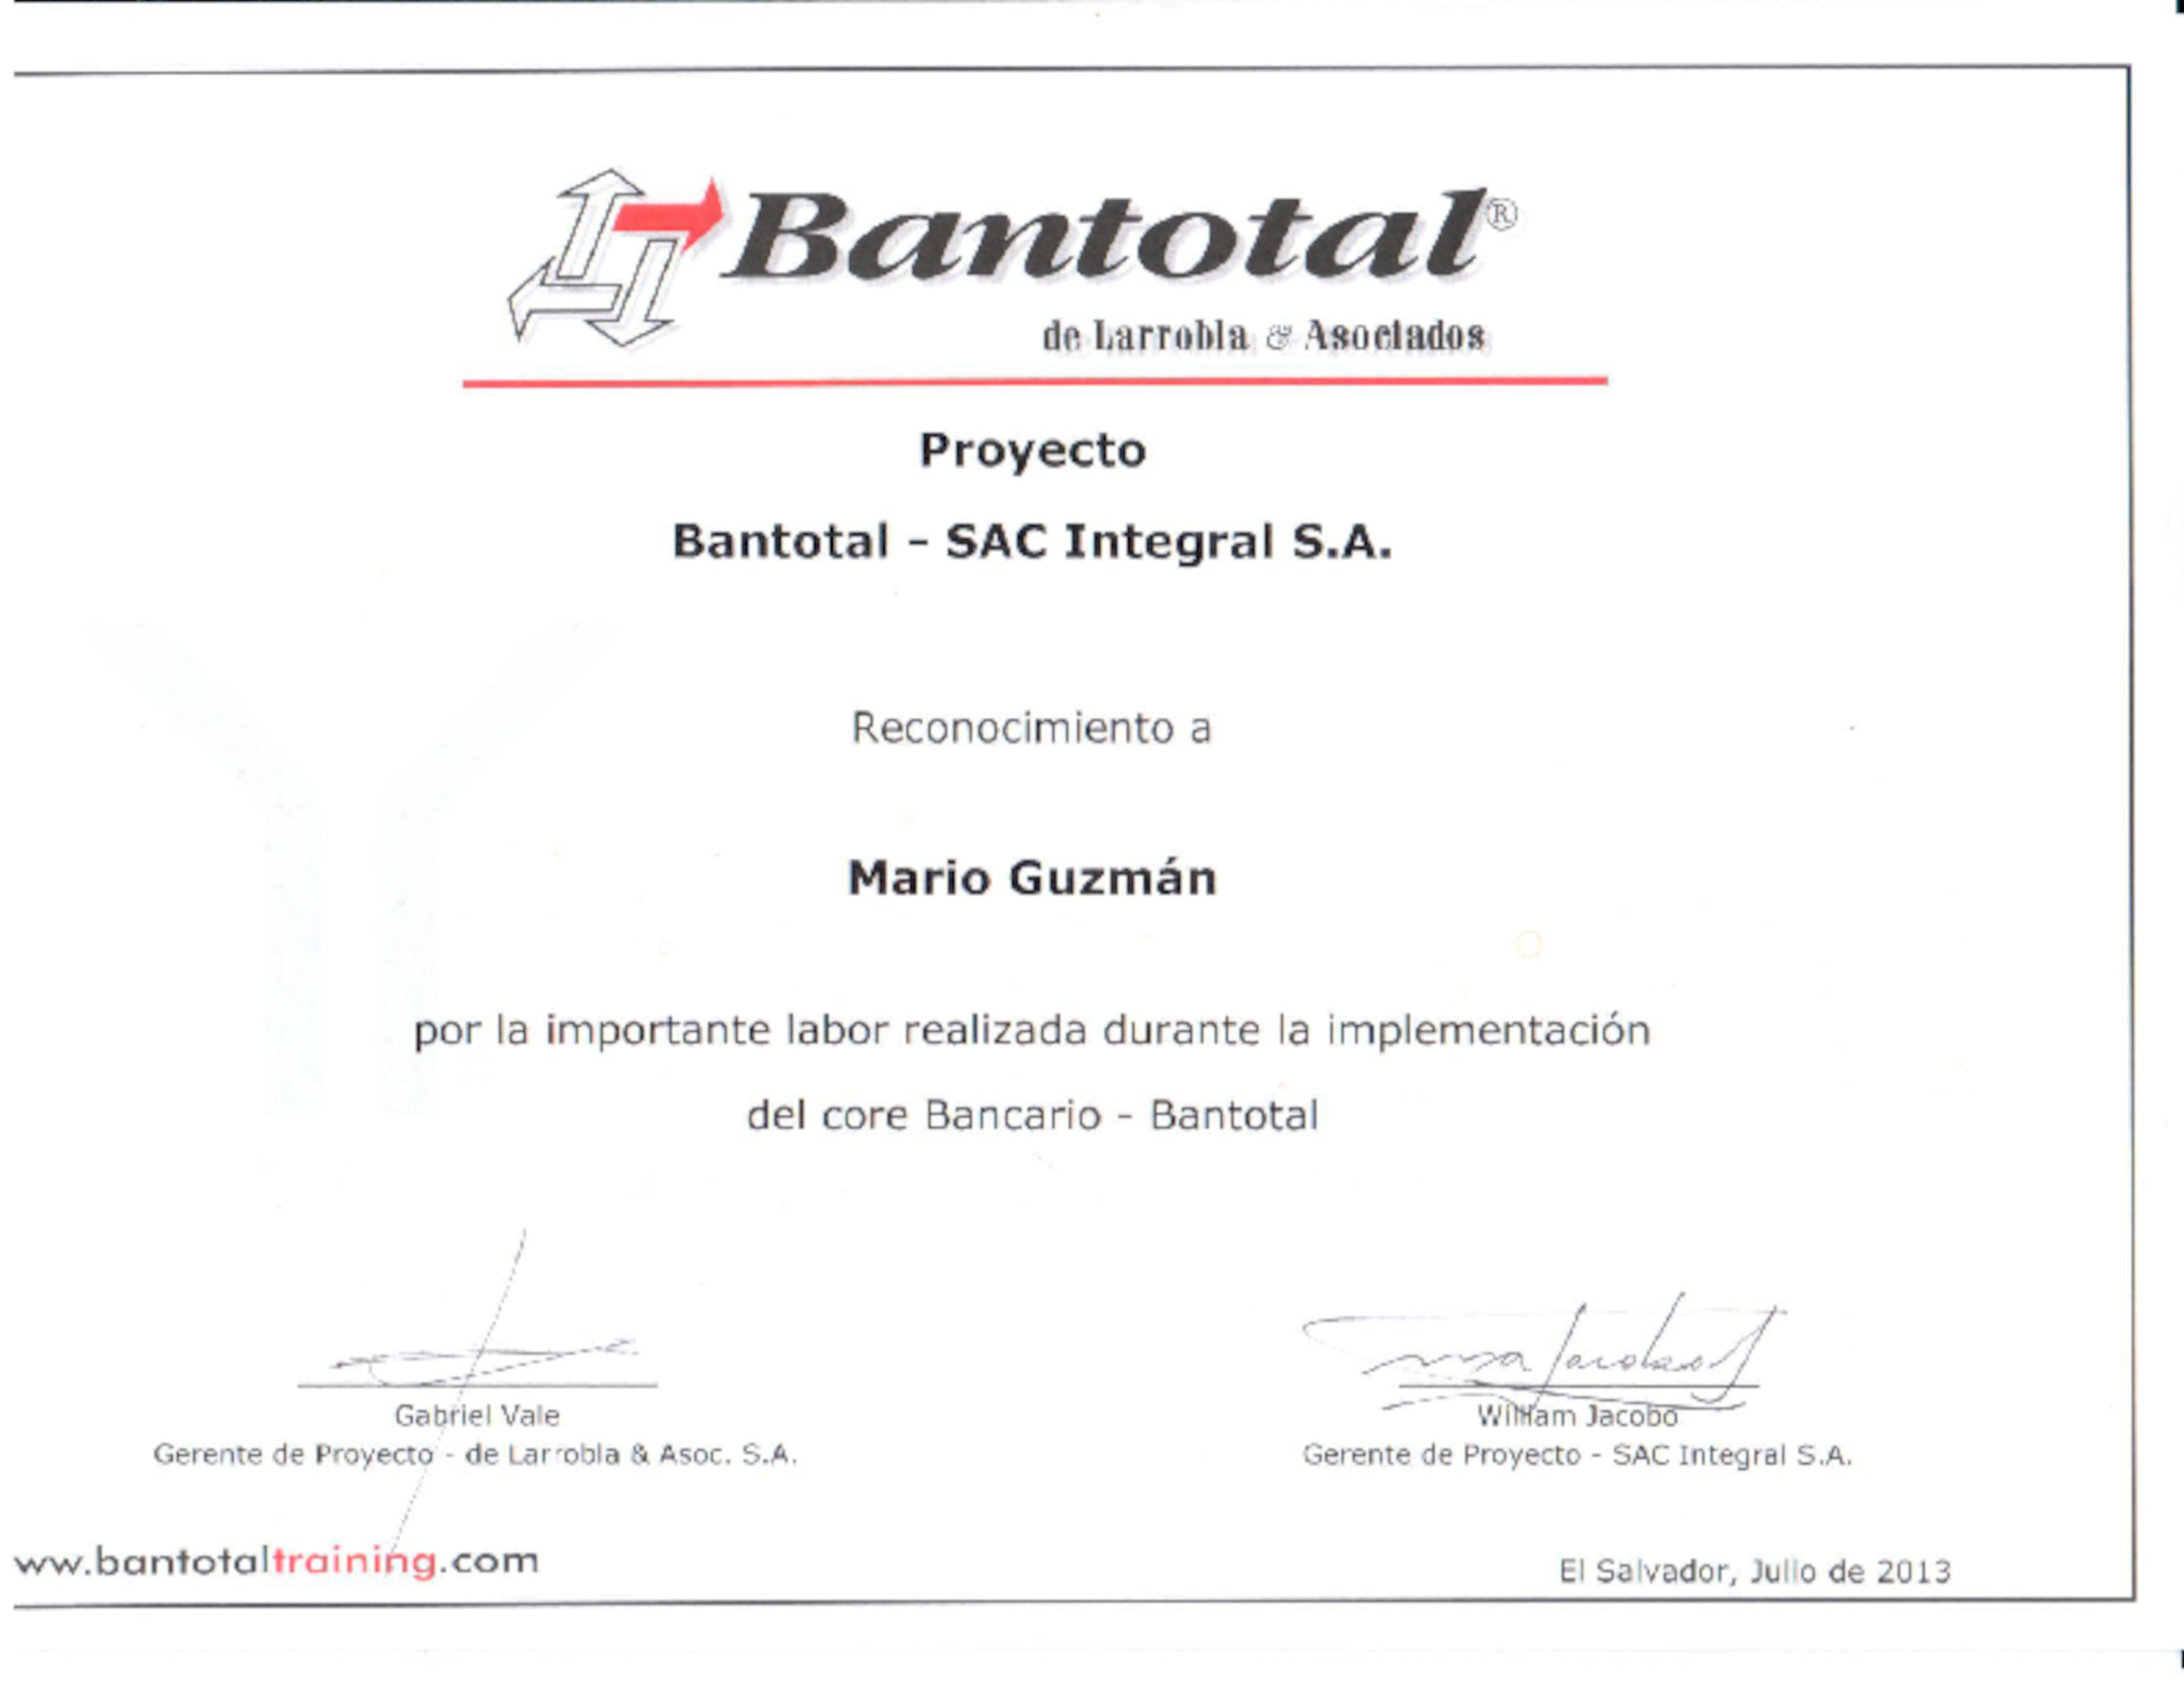 Bantotal®
de Larrobla & Asociados
Proyecto
Bantotal - SAC Integral S.A.
Reconocimiento a
Mario Guzmán
por la importante labor realizada durante la implementación
del core Bancario - Bantotal
Gabriel Vale
Gerente de Proyecto - de Larrobla & Asoc. S.A.
William Jacobo
Gerente de Proyecto - SAC Integral S.A.
ww.bantotaltraining.com
El Salvador, Julio de 2013